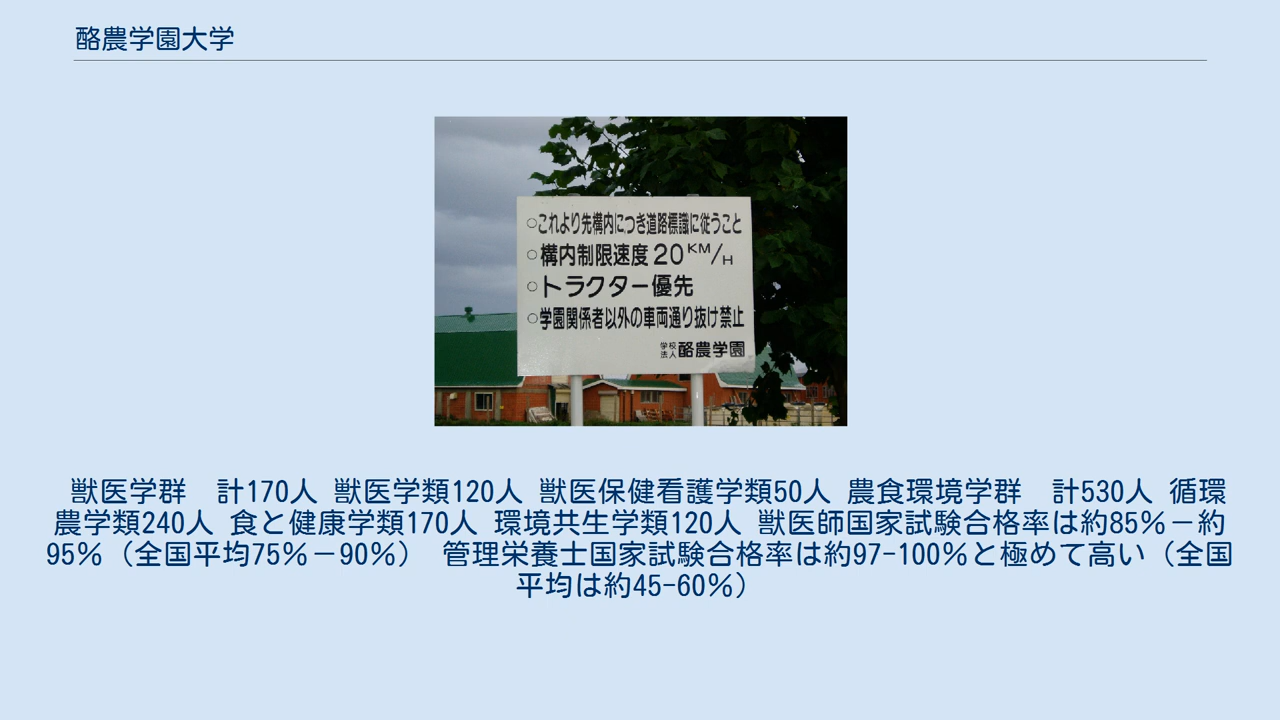 酪農学園大学
○これより先構内につき道路標識に従うこと
○構内制限速度20KM/H
○トラクター優先
○学園関係者以外の車両通り抜け禁止
学校法人 酪農学園
獣医学群　計170人 獣医学類120人 獣医保健看護学類50人 農食環境学群　計530人 循環
農学類240人 食と健康学類170人 環境共生学類120人 獣医師国家試験合格率は約85％－約
95％（全国平均75％－90％） 管理栄養士国家試験合格率は約97-100％と極めて高い（全国
平均は約45-60％）